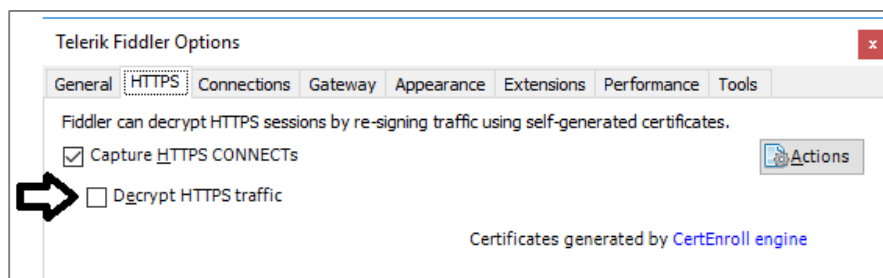 Telerik Fiddler Options
x
General HTTPS Connections Gateway Appearance Extensions Performance Tools
Fiddler can decrypt HTTPS sessions by re-signing traffic using self-generated certificates.
Capture HTTPS CONNECTs
Actions
Decrypt HTTPS traffic
Certificates generated by CertEnroll engine